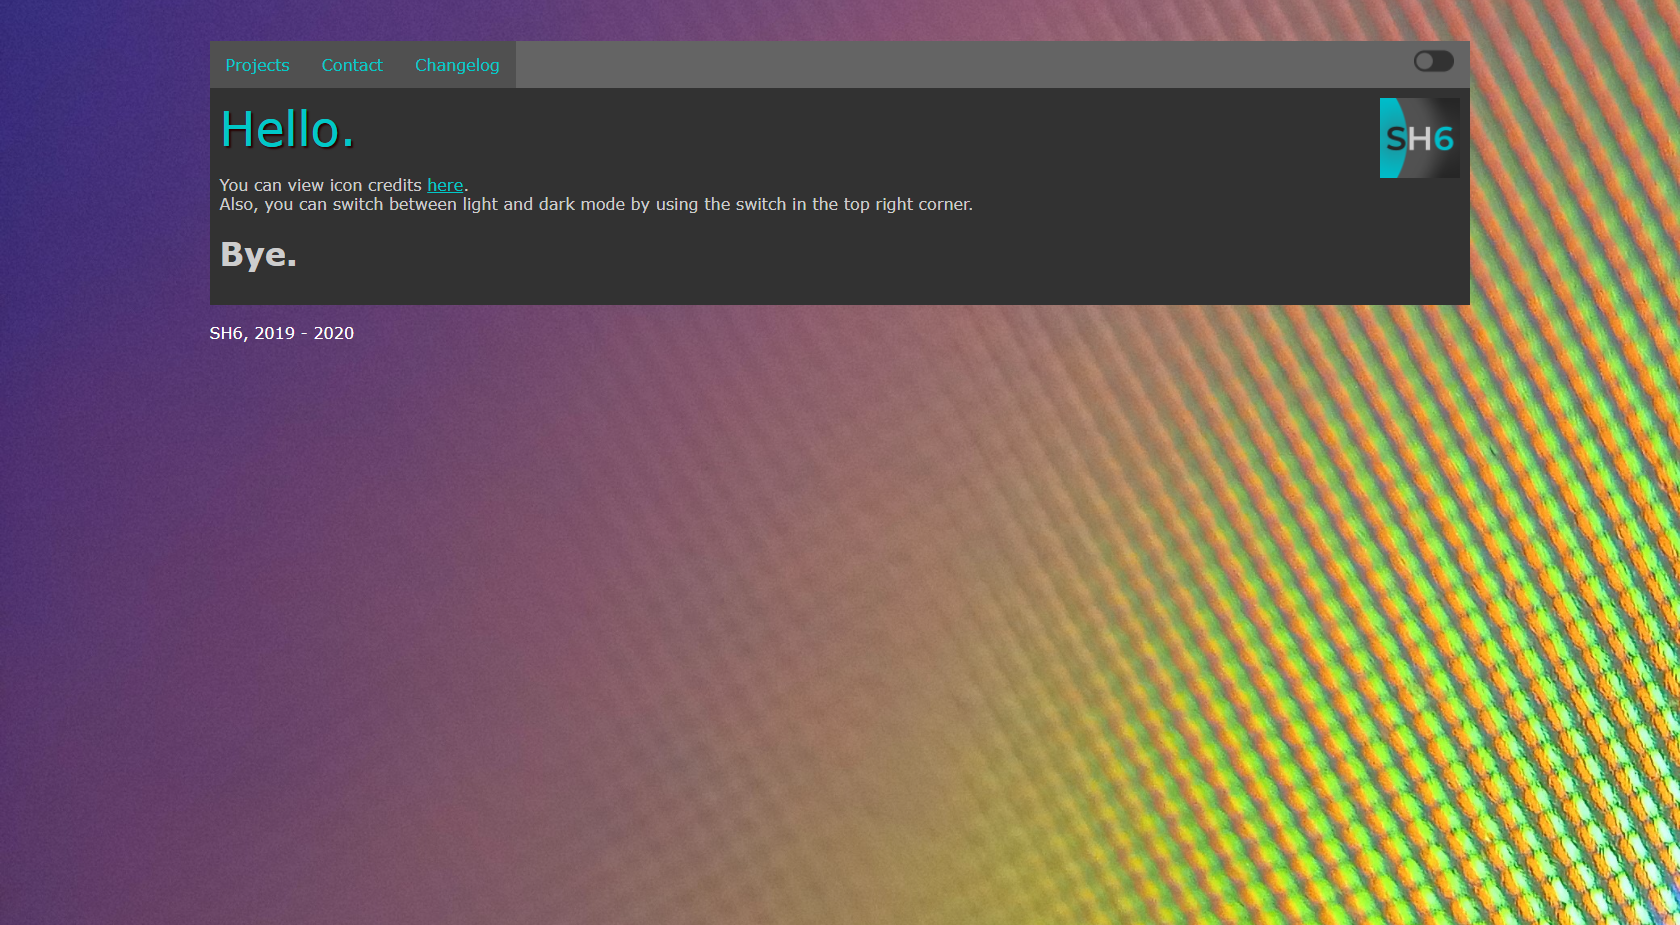 Projects Contact Changelog
Hello.
SH6
You can view icon credits here.
Also, you can switch between light and dark mode by using the switch in the top right corner.
Bye.
SH6, 2019 - 2020